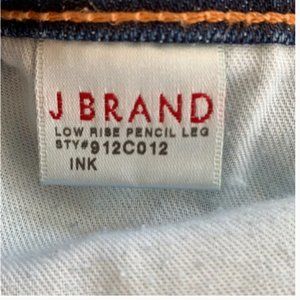 J BRAND
LOW RISE PENCIL LEG
STY#912C012
INK